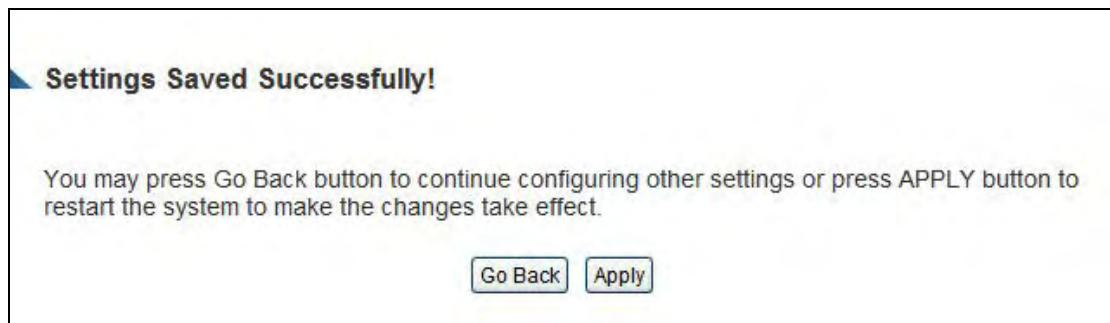 Settings Saved Successfully!
You may press Go Back button to continue configuring other settings or press APPLY button to
restart the system to make the changes take effect.
Go Back Apply